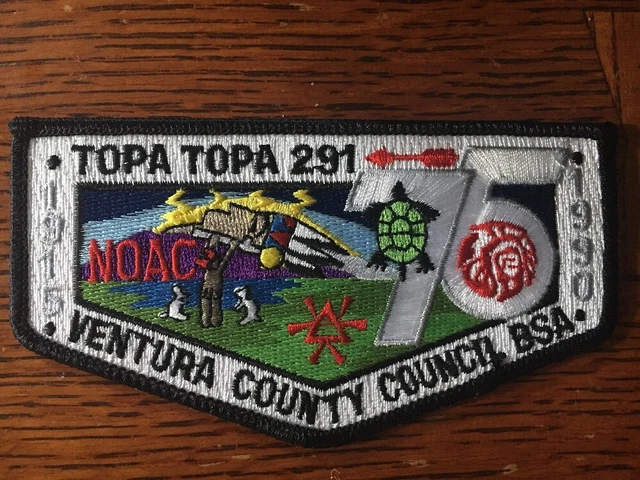 TOPA TOPA 291
1915
1990
75
NOAC
VENTURA COUNTY COUNCIL BSA